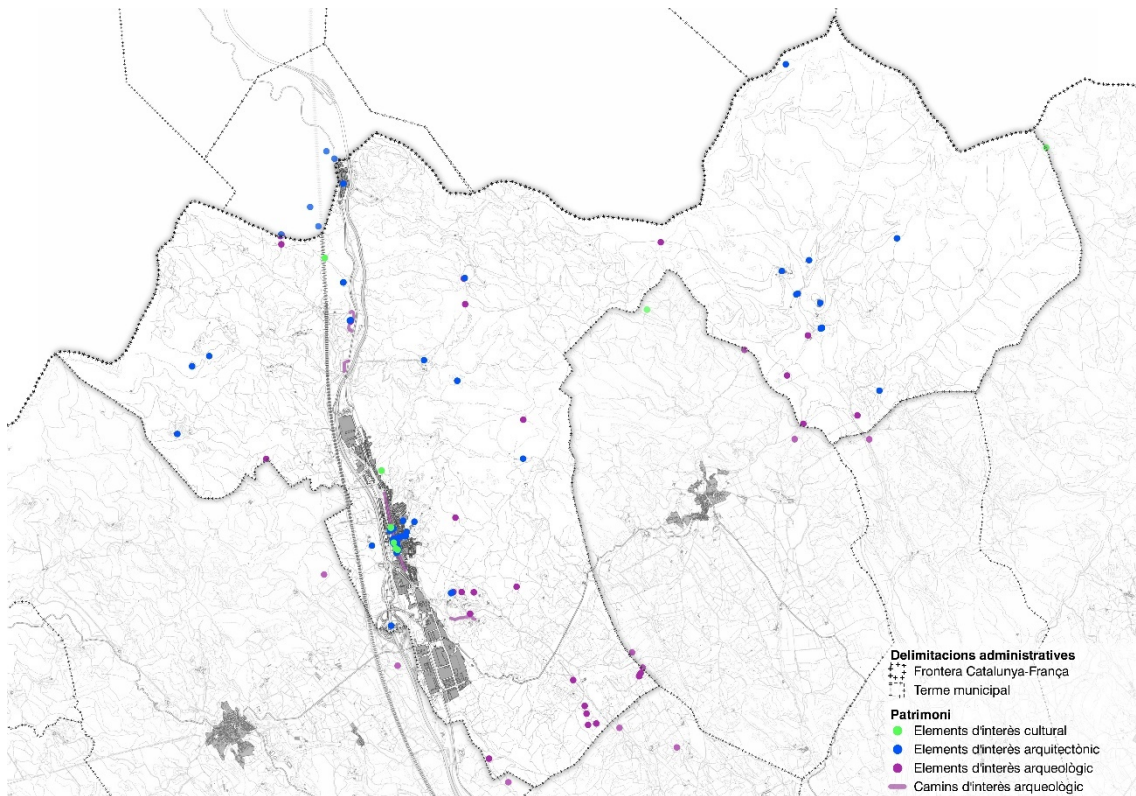 Delimitacions administratives
Frontera Catalunya-França
Terme municipal
Patrimoni
Elements d'interès cultural
Elements d'interès arquitectònic
Elements d'interès arqueològic
Camins d'interès arqueològic